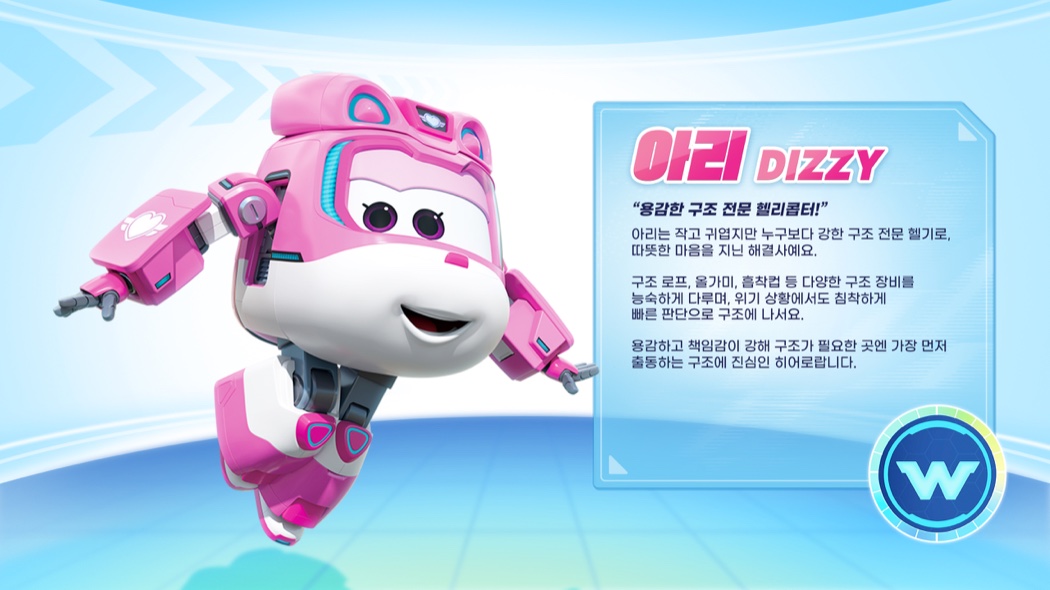 아리 DIZZY
“용감한 구조 전문 헬리콥터!”
아리는 작고 귀엽지만 누구보다 강한 구조 전문 헬기로,
따뜻한 마음을 지닌 해결사예요.
구조 로프, 올가미, 흡착컵 등 다양한 구조 장비를
능숙하게 다루며, 위기 상황에서도 침착하게
빠른 판단으로 구조에 나서요.
용감하고 책임감이 강해 구조가 필요한 곳엔 가장 먼저
출동하는 구조에 진심인 히어로랍니다.
W